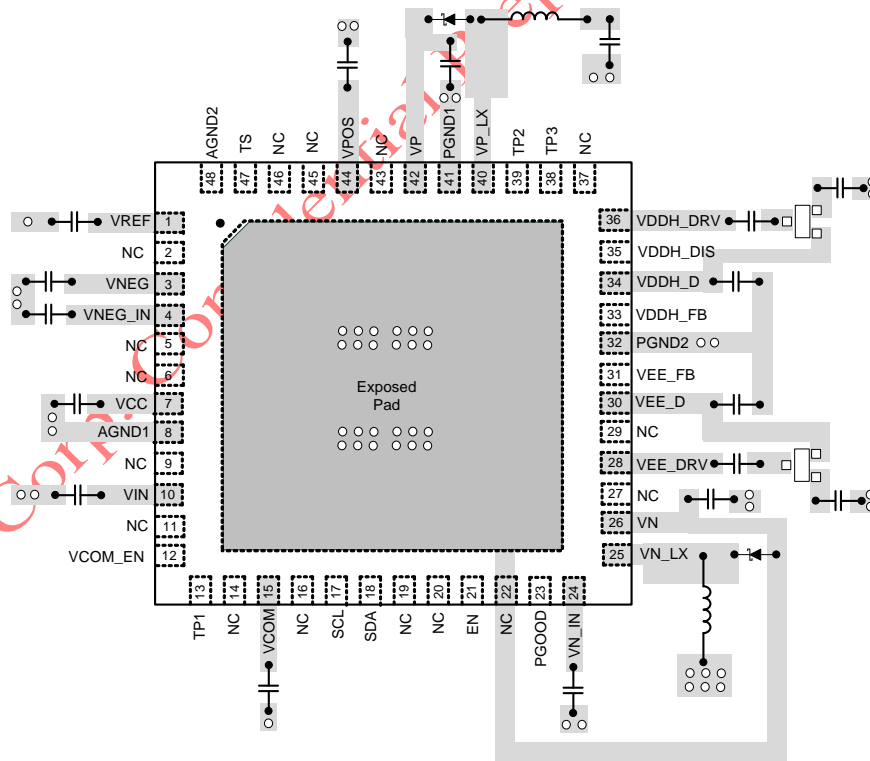 AGND2
TS
NC
NC
VPOS
NC
VP
PGND1
VP_LX
TP2
TP3
NC
48
47
46
45
44
43
42
41
40
39
38
37
VREF 1
NC 2
VNEG 3
VNEG_IN 4
NC 5
NC 6
VCC 7
AGND1 8
NC 9
VIN 10
NC 11
VCOM_EN 12
Exposed
Pad
36 VDDH_DRV
35 VDDH_DIS
34 VDDH_D
33 VDDH_FB
32 PGND2
31 VEE_FB
30 VEE_D
29 NC
28 VEE_DRV
27 NC
26 VN
25 VN_LX
13
14
15
16
17
18
19
20
21
22
23
24
TP1
NC
VCOM
NC
SCL
SDA
NC
NC
EN
NC
PGOOD
VN_IN
Corp.